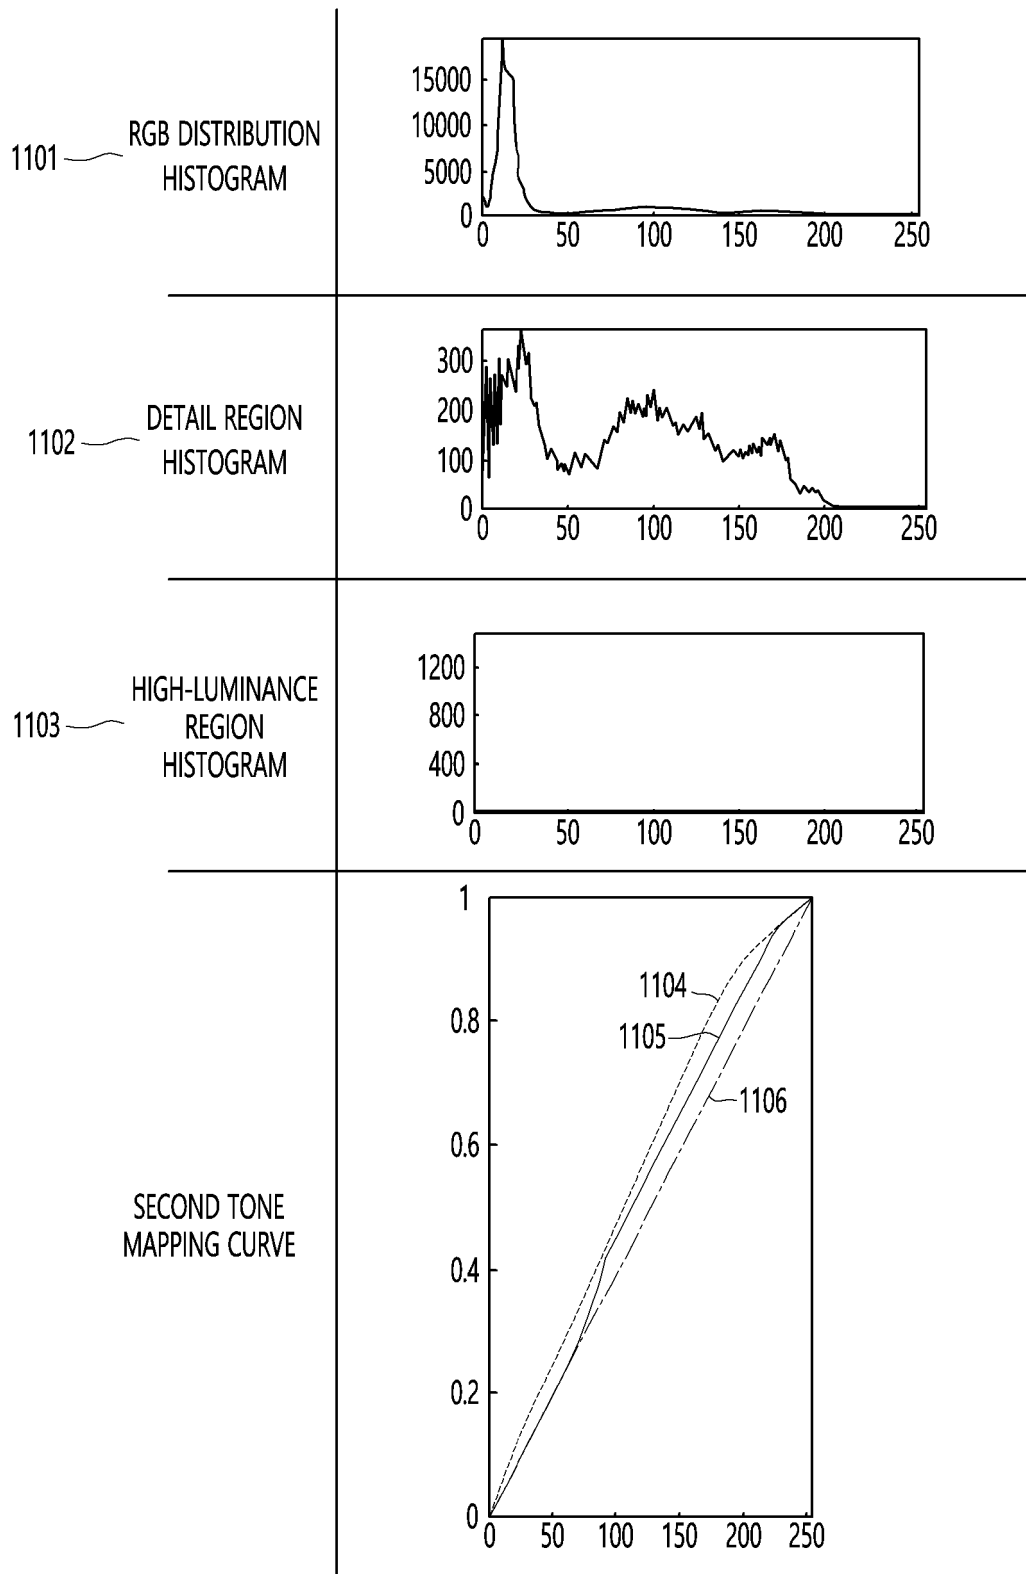 1101
RGB DISTRIBUTION
HISTOGRAM
15000
10000
5000
0
0 50 100 150 200 250
1102
DETAIL REGION
HISTOGRAM
300
200
100
0
0 50 100 150 200 250
1103
HIGH-LUMINANCE
REGION
HISTOGRAM
1200
800
400
0
0 50 100 150 200 250
SECOND TONE
MAPPING CURVE
1
0.8
0.6
0.4
0.2
0
0 50 100 150 200 250
1104
1105
1106